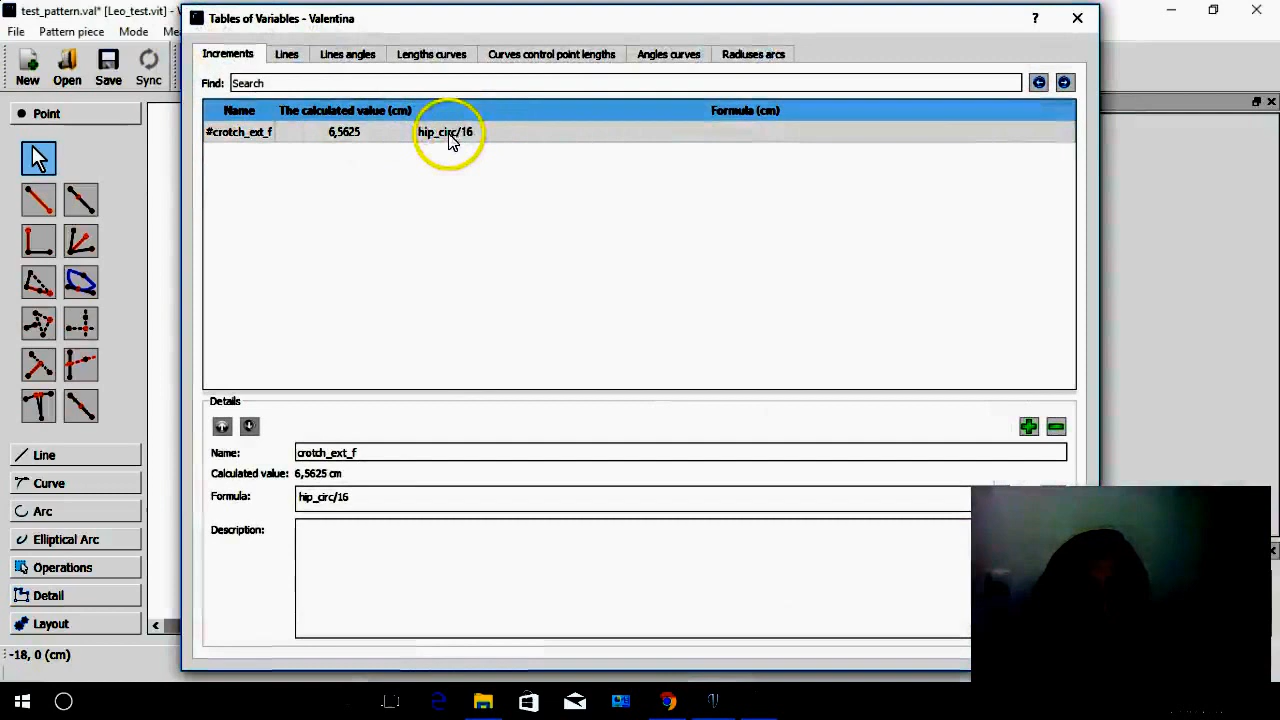 test_pattern.val* [Leo_test.vit] - V
Tables of Variables - Valentina
?
File Pattern piece Mode
New Open Save Sync
Increments Lines Lines angles Lengths curves Curves control point lengths Angles curves Radiuses arcs
Find: Search
Name The calculated value (cm) Formula (cm)
#crotch_ext_f 6,5625 hip_circ/16
Point
Details
Name: crotch_ext_f
Calculated value: 6,5625 cm
Formula: hip_circ/16
Description:
Line
Curve
Arc
Elliptical Arc
Operations
Detail
Layout
-18, 0 (cm)